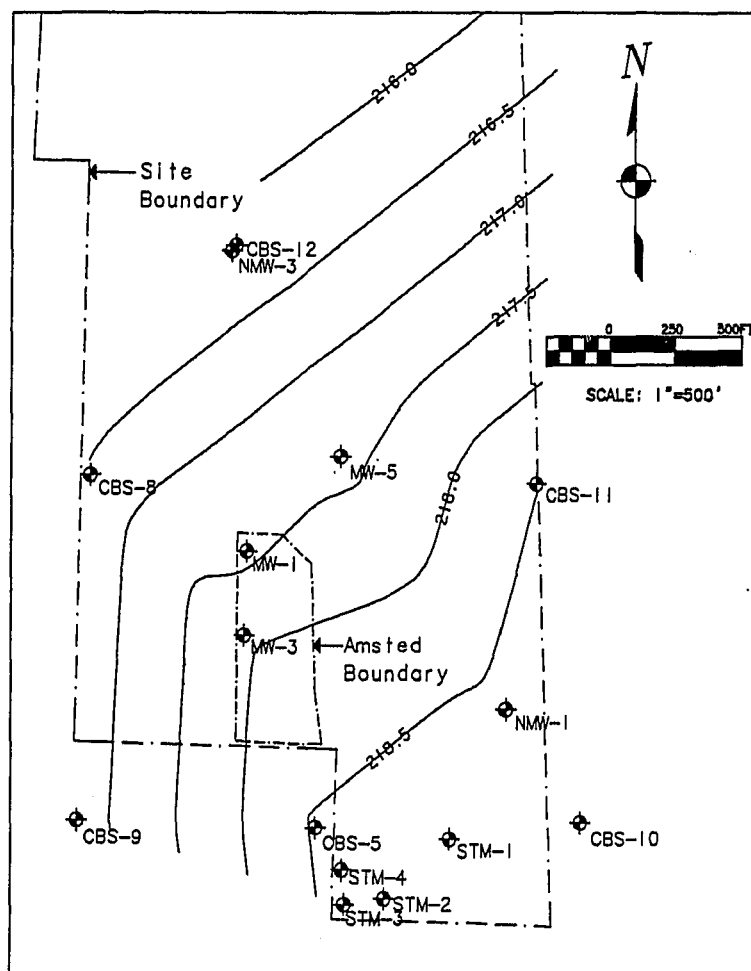 216.0
N
216.5
Site
Boundary
217.0
CBS-12
NMW-3
217.5
0 250 500FT
SCALE: 1"=500'
MW-5
CBS-8
218.0
CBS-11
MW-1
MW-3
Amsted
Boundary
NMW-1
218.5
CBS-9
CBS-5
STM-1
CBS-10
STM-4
STM-2
STM-3